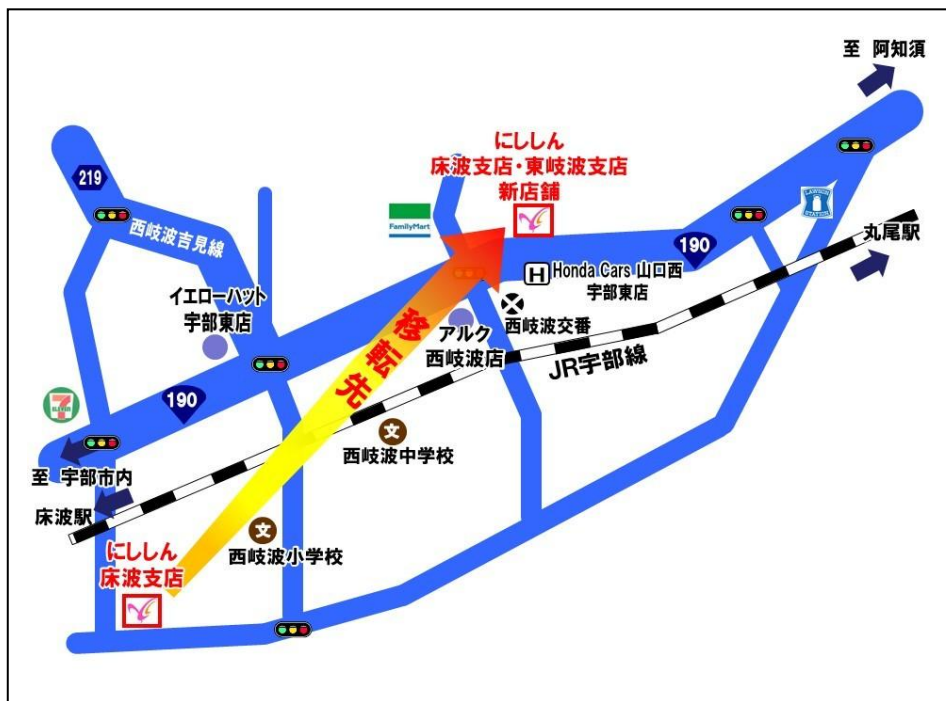 至 阿知須
にししん
床波支店・東岐波支店
新店舗
219
西岐波吉見線
FamilyMart
LAWSON
STATION
190
丸尾駅
H
Honda Cars 山口西
宇部東店
イエローハット
宇部東店
西岐波交番
アルク
西岐波店
移転先
JR宇部線
7
ELEVEN
190
文
西岐波中学校
至 宇部市内
床波駅
文
西岐波小学校
にししん
床波支店